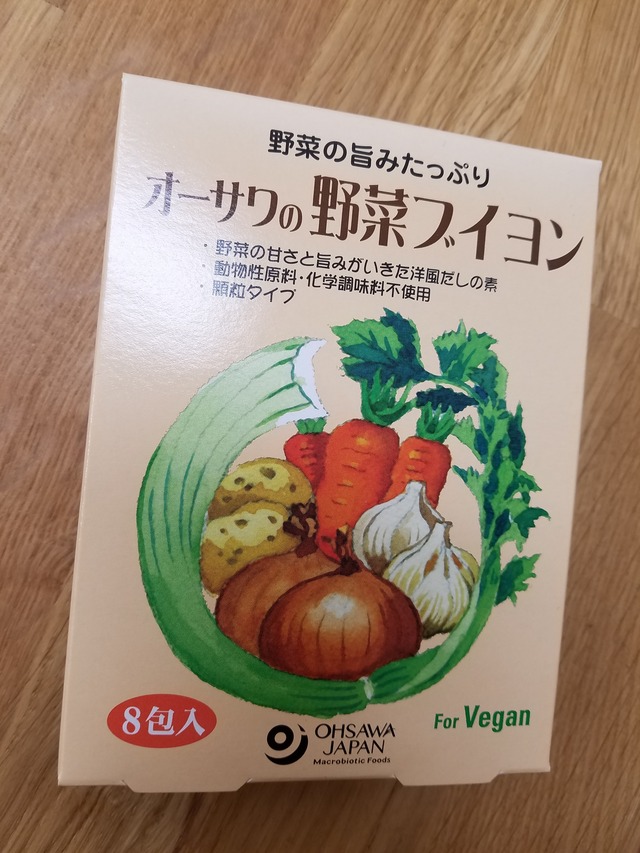 野菜の旨みたっぷり
オーサワの野菜ブイヨン
・野菜の甘さと旨みがいきた洋風だしの素
・動物性原料・化学調味料不使用
・顆粒タイプ
8包入
OHSAWA
JAPAN
Macrobiotic Foods
For Vegan